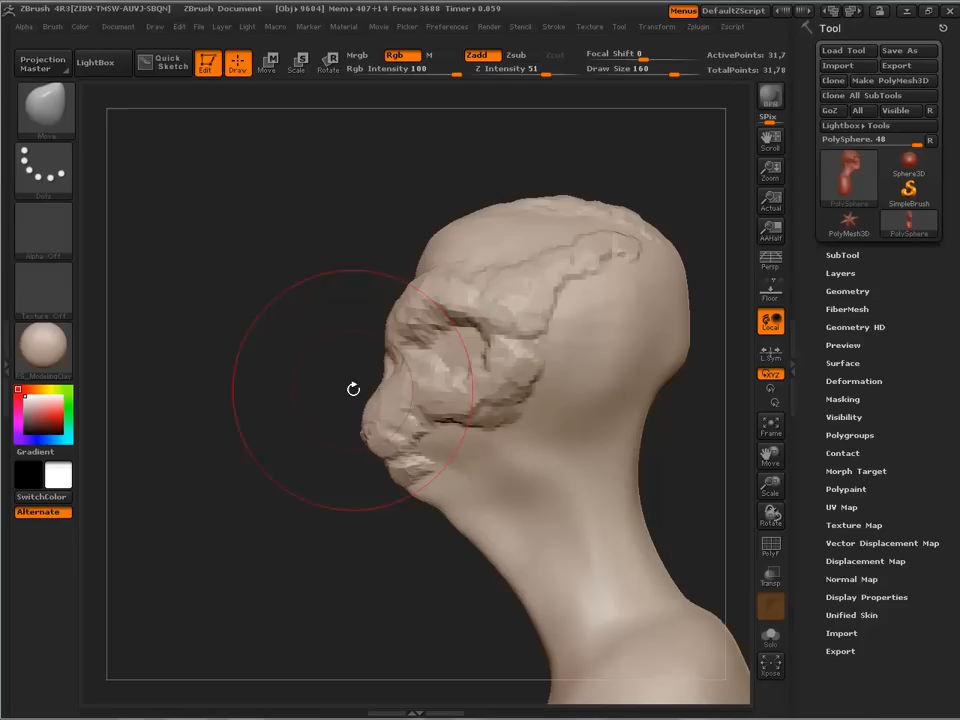 ZBrush 4R3[ZIBV-TMSW-AUVJ-SBQN] ZBrush Document [Obj▸9604] Mem▸407+14 Free▸3688 Timer▸0.059 Menus DefaultZScript
Alpha Brush Color Document Draw Edit File Layer Light Macro Marker Material Movie Picker Preferences Render Stencil Stroke Texture Tool Transform Zplugin Zscript
Projection Master LightBox Quick Sketch Edit Draw Move Scale Rotate
Mrgb Rgb M Zadd Zsub Zcut Focal Shift 0 ActivePoints: 31,7
Rgb Intensity 100 Z Intensity 51 Draw Size 160 TotalPoints: 31,78
Move
Dots
Alpha Off
Texture Off
Gradient
SwitchColor
Alternate
BPR
SPix
Scroll
Zoom
Actual
AAHalf
Persp
Floor
Local
L.Sym
XYZ
Frame
Move
Scale
Rotate
PolyF
Transp
Solo
Xpose
Tool
Load Tool Save As
Import Export
Clone Make PolyMesh3D
Clone All SubTools
GoZ All Visible R
Lightbox▸Tools
PolySphere. 48 R
Sphere3D
PolySphere SimpleBrush
PolyMesh3D PolySphere
SubTool
Layers
Geometry
FiberMesh
Geometry HD
Preview
Surface
Deformation
Masking
Visibility
Polygroups
Contact
Morph Target
Polypaint
UV Map
Texture Map
Vector Displacement Map
Displacement Map
Normal Map
Display Properties
Unified Skin
Import
Export